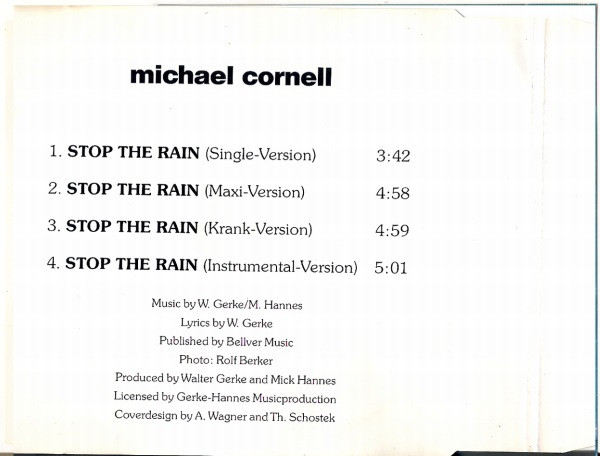 michael cornell
1. STOP THE RAIN (Single-Version) 3:42
2. STOP THE RAIN (Maxi-Version) 4:58
3. STOP THE RAIN (Krank-Version) 4:59
4. STOP THE RAIN (Instrumental-Version) 5:01
Music by W. Gerke/M. Hannes
Lyrics by W. Gerke
Published by Bellver Music
Photo: Rolf Berker
Produced by Walter Gerke and Mick Hannes
Licensed by Gerke-Hannes Musicproduction
Coverdesign by A. Wagner and Th. Schostek